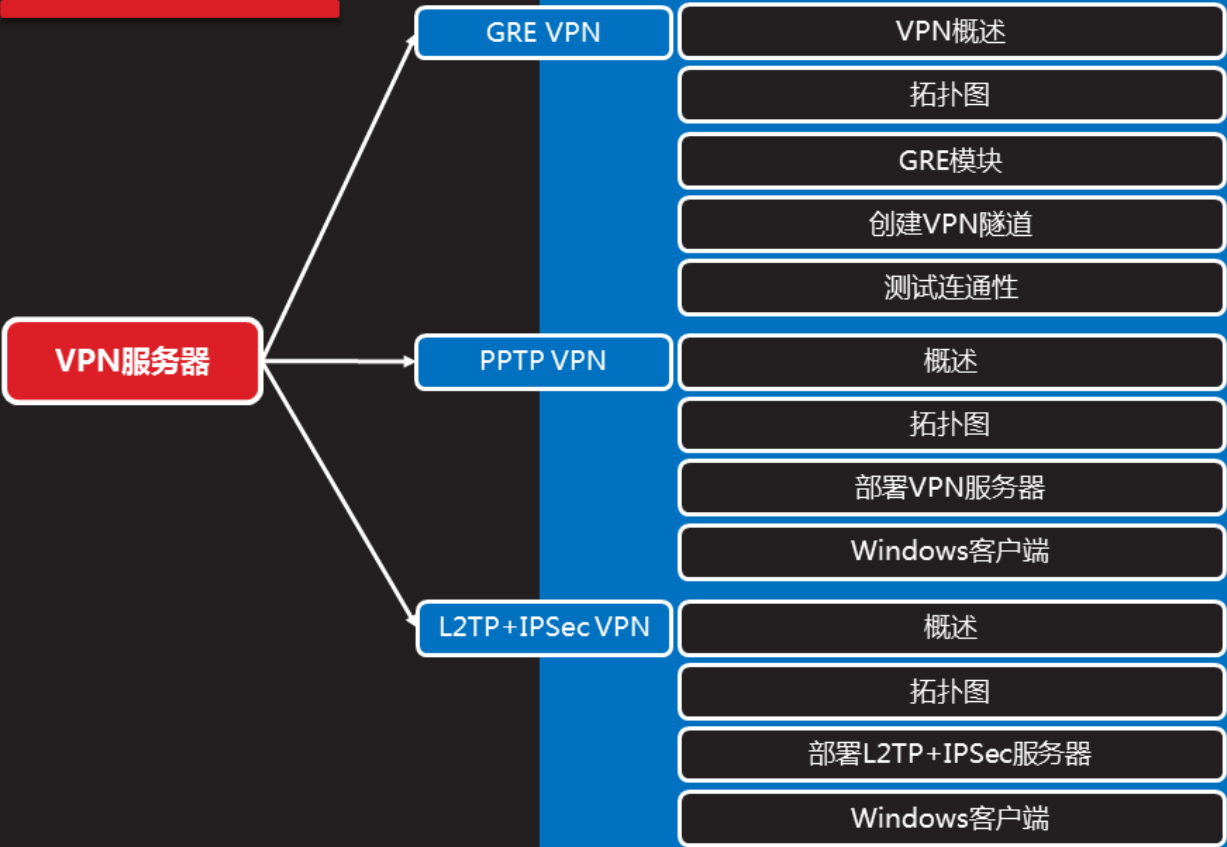 VPN服务器
GRE VPN
VPN概述
拓扑图
GRE模块
创建VPN隧道
测试连通性
PPTP VPN
概述
拓扑图
部署VPN服务器
Windows客户端
L2TP+IPSec VPN
概述
拓扑图
部署L2TP+IPSec服务器
Windows客户端